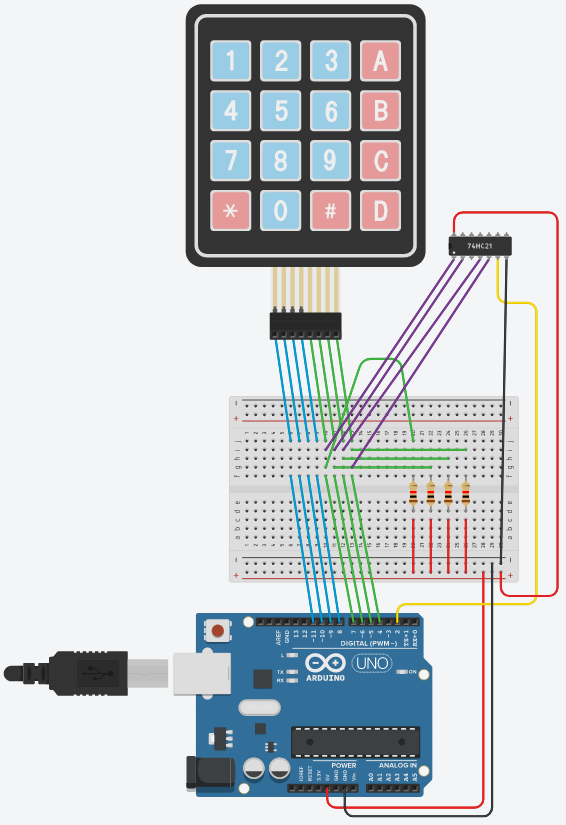 1 2 3 A
4 5 6 B
7 8 9 C
* 0 # D
74HC21
AREF
GND
13
12
~11
~10
~9
8
7
~6
~5
4
~3
2
TX→1
RX←0
DIGITAL (PWM~)
L
TX
RX
ARDUINO
UNO
ON
POWER
ANALOG IN
IOREF
RESET
3.3V
5V
GND
GND
Vin
A0
A1
A2
A3
A4
A5